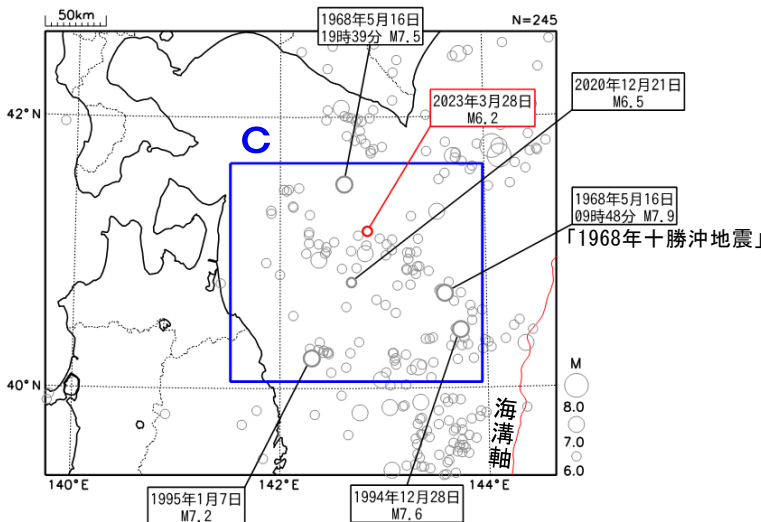 50km
N=245
1968年5月16日
19時39分 M7.5
2020年12月21日
M6.5
2023年3月28日
M6.2
42°N
C
1968年5月16日
09時48分 M7.9
「1968年十勝沖地震」
40°N
M
8.0
7.0
6.0
海溝軸
140°E
142°E
144°E
1995年1月7日
M7.2
1994年12月28日
M7.6